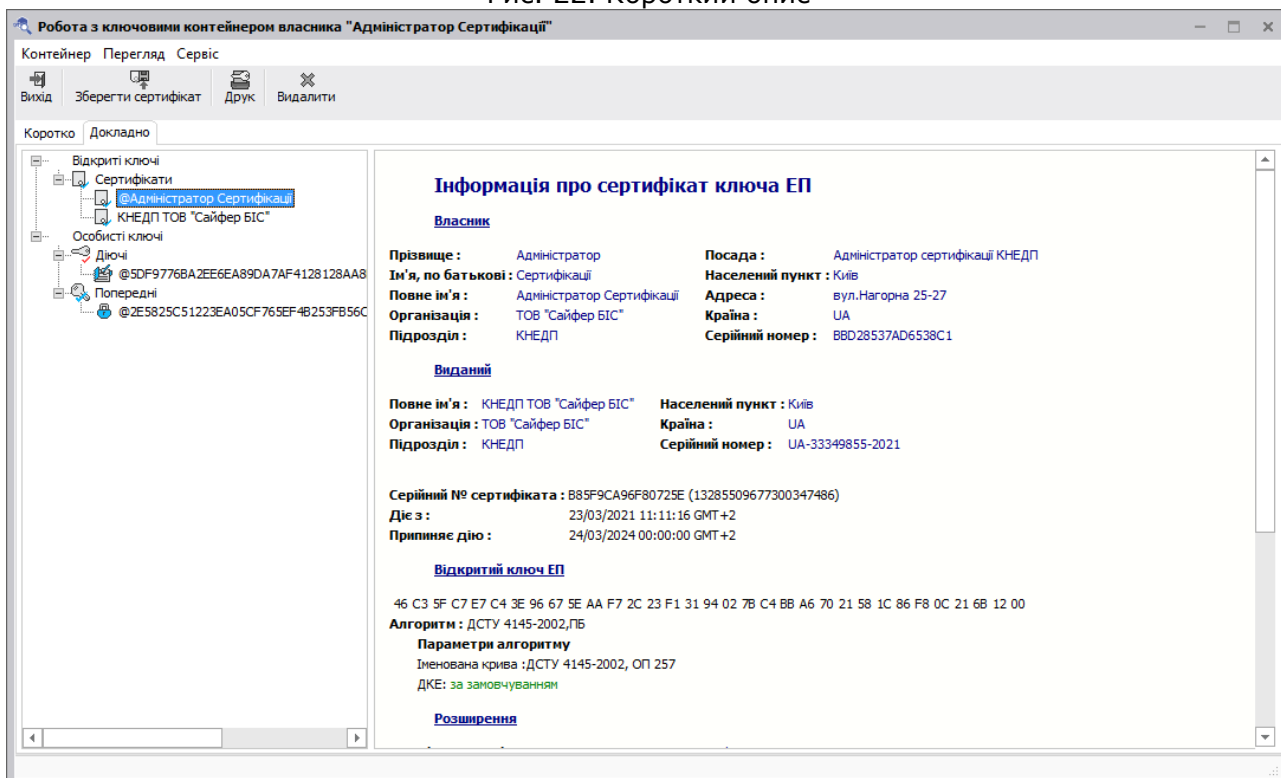 Рис. 22. Короткий опис
Робота з ключовими контейнером власника "Адміністратор Сертифікації"
Контейнер Перегляд Сервіс
Вихід Зберегти сертифікат Друк Видалити
Коротко Докладно
Відкриті ключі
Сертифікати
@Адміністратор Сертифікації
КНЕДП ТОВ "Сайфер БІС"
Особисті ключі
Діючі
@5DF9776BA2EE6EA89DA7AF4128128AA8
Попередні
@2E5825C51223EA05CF765EF4B253FB56C
Інформація про сертифікат ключа ЕП
Власник
Прізвище : Адміністратор Посада : Адміністратор сертифікації КНЕДП
Ім'я, по батькові : Сертифікації Населений пункт : Київ
Повне ім'я : Адміністратор Сертифікації Адреса : вул.Нагорна 25-27
Організація : ТОВ "Сайфер БІС" Країна : UA
Підрозділ : КНЕДП Серійний номер : BBD28537AD6538C1
Виданий
Повне ім'я : КНЕДП ТОВ "Сайфер БІС" Населений пункт : Київ
Організація : ТОВ "Сайфер БІС" Країна : UA
Підрозділ : КНЕДП Серійний номер : UA-33349855-2021
Серійний № сертифіката : B85F9CA96F80725E (13285509677300347486)
Діє з : 23/03/2021 11:11:16 GMT+2
Припиняє дію : 24/03/2024 00:00:00 GMT+2
Відкритий ключ ЕП
46 C3 5F C7 E7 C4 3E 96 67 5E AA F7 2C 23 F1 31 94 02 7B C4 BB A6 70 21 58 1C 86 F8 0C 21 6B 12 00
Алгоритм : ДСТУ 4145-2002,ПБ
Параметри алгоритму
Іменована крива :ДСТУ 4145-2002, ОП 257
ДКЕ: за замовчуванням
Розширення